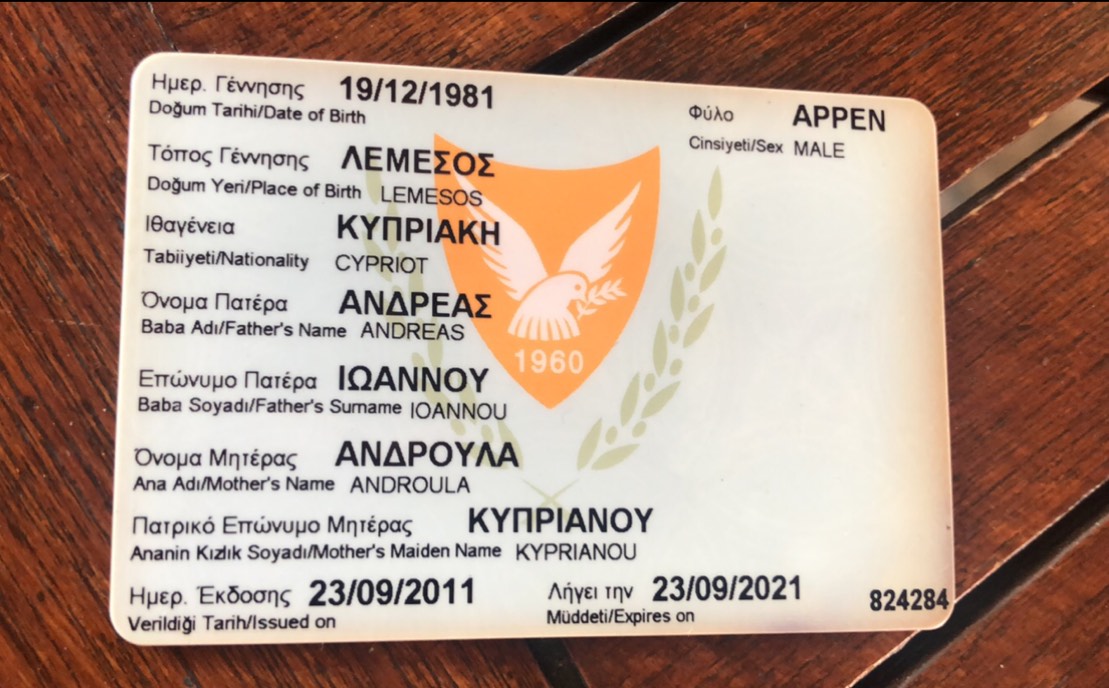 Ημερ. Γέννησης 19/12/1981
Doğum Tarihi/Date of Birth
Φύλο ΑΡΡΕΝ
Cinsiyeti/Sex MALE
Τόπος Γέννησης ΛΕΜΕΣΟΣ
Doğum Yeri/Place of Birth LEMESOS
Ιθαγένεια ΚΥΠΡΙΑΚΗ
Tabiiyeti/Nationality CYPRIOT
Όνομα Πατέρα ΑΝΔΡΕΑΣ
Baba Adı/Father's Name ANDREAS
1960
Επώνυμο Πατέρα ΙΩΑΝΝΟΥ
Baba Soyadı/Father's Surname IOANNOU
Όνομα Μητέρας ΑΝΔΡΟΥΛΑ
Ana Adı/Mother's Name ANDROULA
Πατρικό Επώνυμο Μητέρας ΚΥΠΡΙΑΝΟΥ
Ananin Kızlık Soyadı/Mother's Maiden Name KYPRIANOU
Ημερ. Έκδοσης 23/09/2011 Λήγει την 23/09/2021
Verildiği Tarih/Issued on Müddeti/Expires on
824284